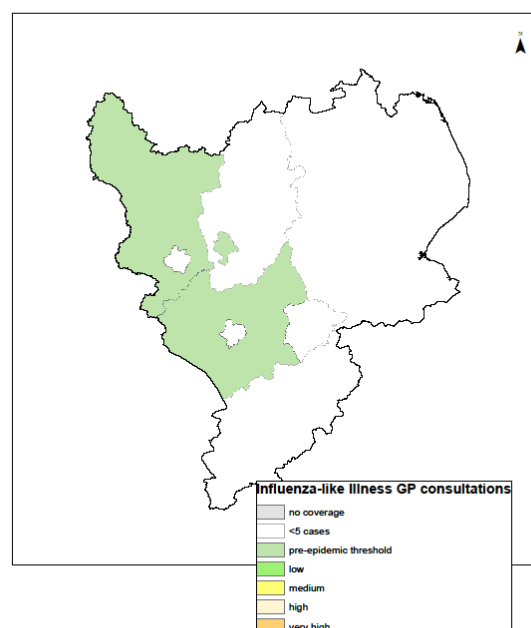 N
Influenza-like Illness GP consultations
no coverage
<5 cases
pre-epidemic threshold
low
medium
high
very high